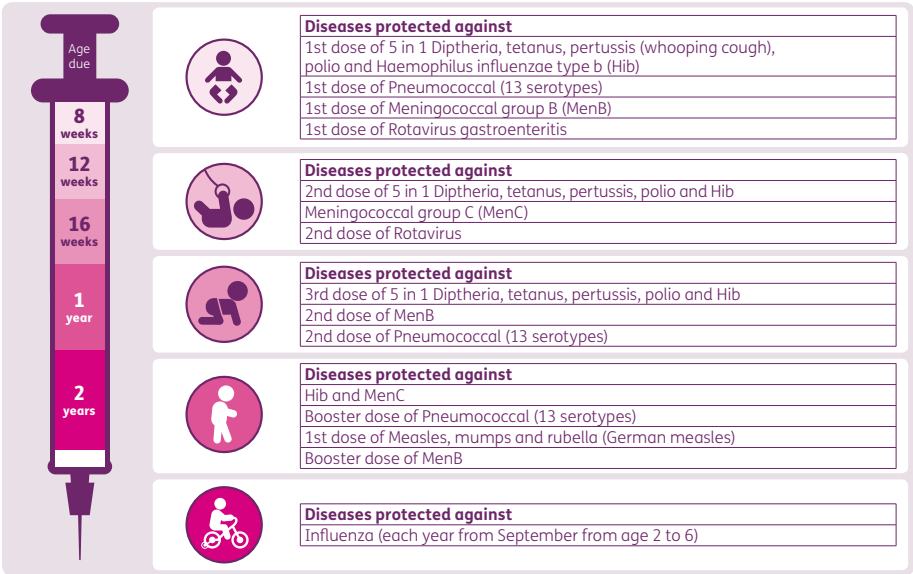 Age
due
8
weeks
12
weeks
16
weeks
1
year
2
years
Diseases protected against
1st dose of 5 in 1 Diptheria, tetanus, pertussis (whooping cough),
polio and Haemophilus influenzae type b (Hib)
1st dose of Pneumococcal (13 serotypes)
1st dose of Meningococcal group B (MenB)
1st dose of Rotavirus gastroenteritis
Diseases protected against
2nd dose of 5 in 1 Diptheria, tetanus, pertussis, polio and Hib
Meningococcal group C (MenC)
2nd dose of Rotavirus
Diseases protected against
3rd dose of 5 in 1 Diptheria, tetanus, pertussis, polio and Hib
2nd dose of MenB
2nd dose of Pneumococcal (13 serotypes)
Diseases protected against
Hib and MenC
Booster dose of Pneumococcal (13 serotypes)
1st dose of Measles, mumps and rubella (German measles)
Booster dose of MenB
Diseases protected against
Influenza (each year from September from age 2 to 6)